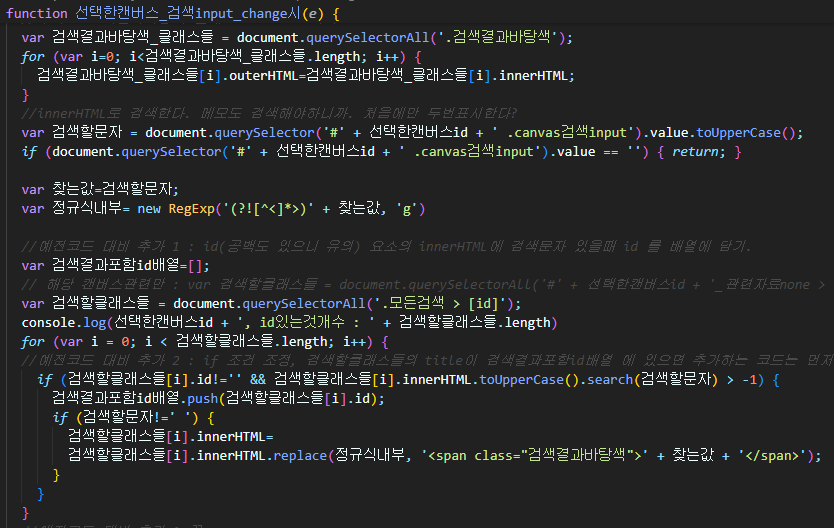 function 선택한캔버스_검색input_change시(e) {
var 검색결과바탕색_클래스들 = document.querySelectorAll('.검색결과바탕색');
for (var i=0; i<검색결과바탕색_클래스들.length; i++) {
검색결과바탕색_클래스들[i].outerHTML=검색결과바탕색_클래스들[i].innerHTML;
}
//innerHTML로 검색한다. 메모도 검색해야하니까. 처음에만 두번표시한다?
var 검색할문자 = document.querySelector('#' + 선택한캔버스id + ' .canvas검색input').value.toUpperCase();
if (document.querySelector('#' + 선택한캔버스id + ' .canvas검색input').value == '') { return; }
var 찾는값=검색할문자;
var 정규식내부= new RegExp('(?![^<]*>)' + 찾는값, 'g')
//예전코드 대비 추가 1 : id(공백도 있으니 유의) 요소의 innerHTML에 검색문자 있을때 id 를 배열에 담기.
var 검색결과포함id배열=[];
// 해당 캔버스관련만 : var 검색할클래스들 = document.querySelectorAll('#' + 선택한캔버스id + '_관련자료none >
var 검색할클래스들 = document.querySelectorAll('.모든검색 > [id]');
console.log(선택한캔버스id + ', id있는것개수 : ' + 검색할클래스들.length)
for (var i = 0; i < 검색할클래스들.length; i++) {
//예전코드 대비 추가 2 : if 조건 조정, 검색할클래스들의 title이 검색결과포함id배열 에 있으면 추가하는 코드는 먼저
if (검색할클래스들[i].id!='' && 검색할클래스들[i].innerHTML.toUpperCase().search(검색할문자) > -1) {
검색결과포함id배열.push(검색할클래스들[i].id);
if (검색할문자!=' ') {
검색할클래스들[i].innerHTML=
검색할클래스들[i].innerHTML.replace(정규식내부, '<span class="검색결과바탕색">' + 찾는값 + '</span>');
}
}
}